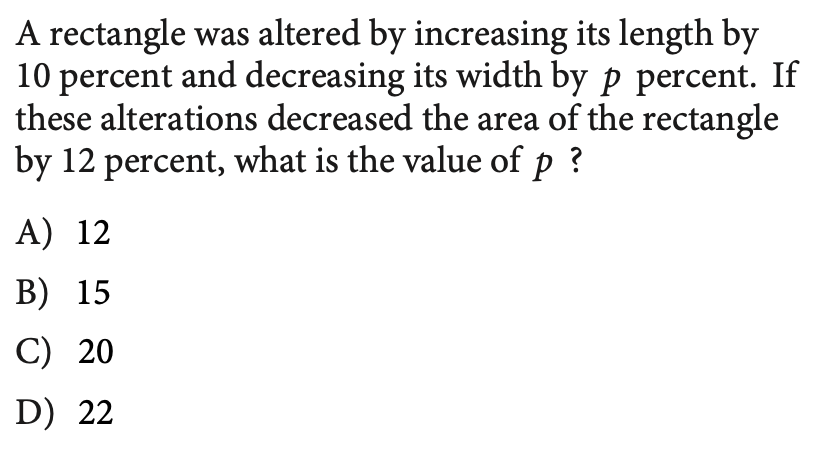 A rectangle was altered by increasing its length by
10 percent and decreasing its width by p percent. If
these alterations decreased the area of the rectangle
by 12 percent, what is the value of p ?
A) 12
B) 15
C) 20
D) 22